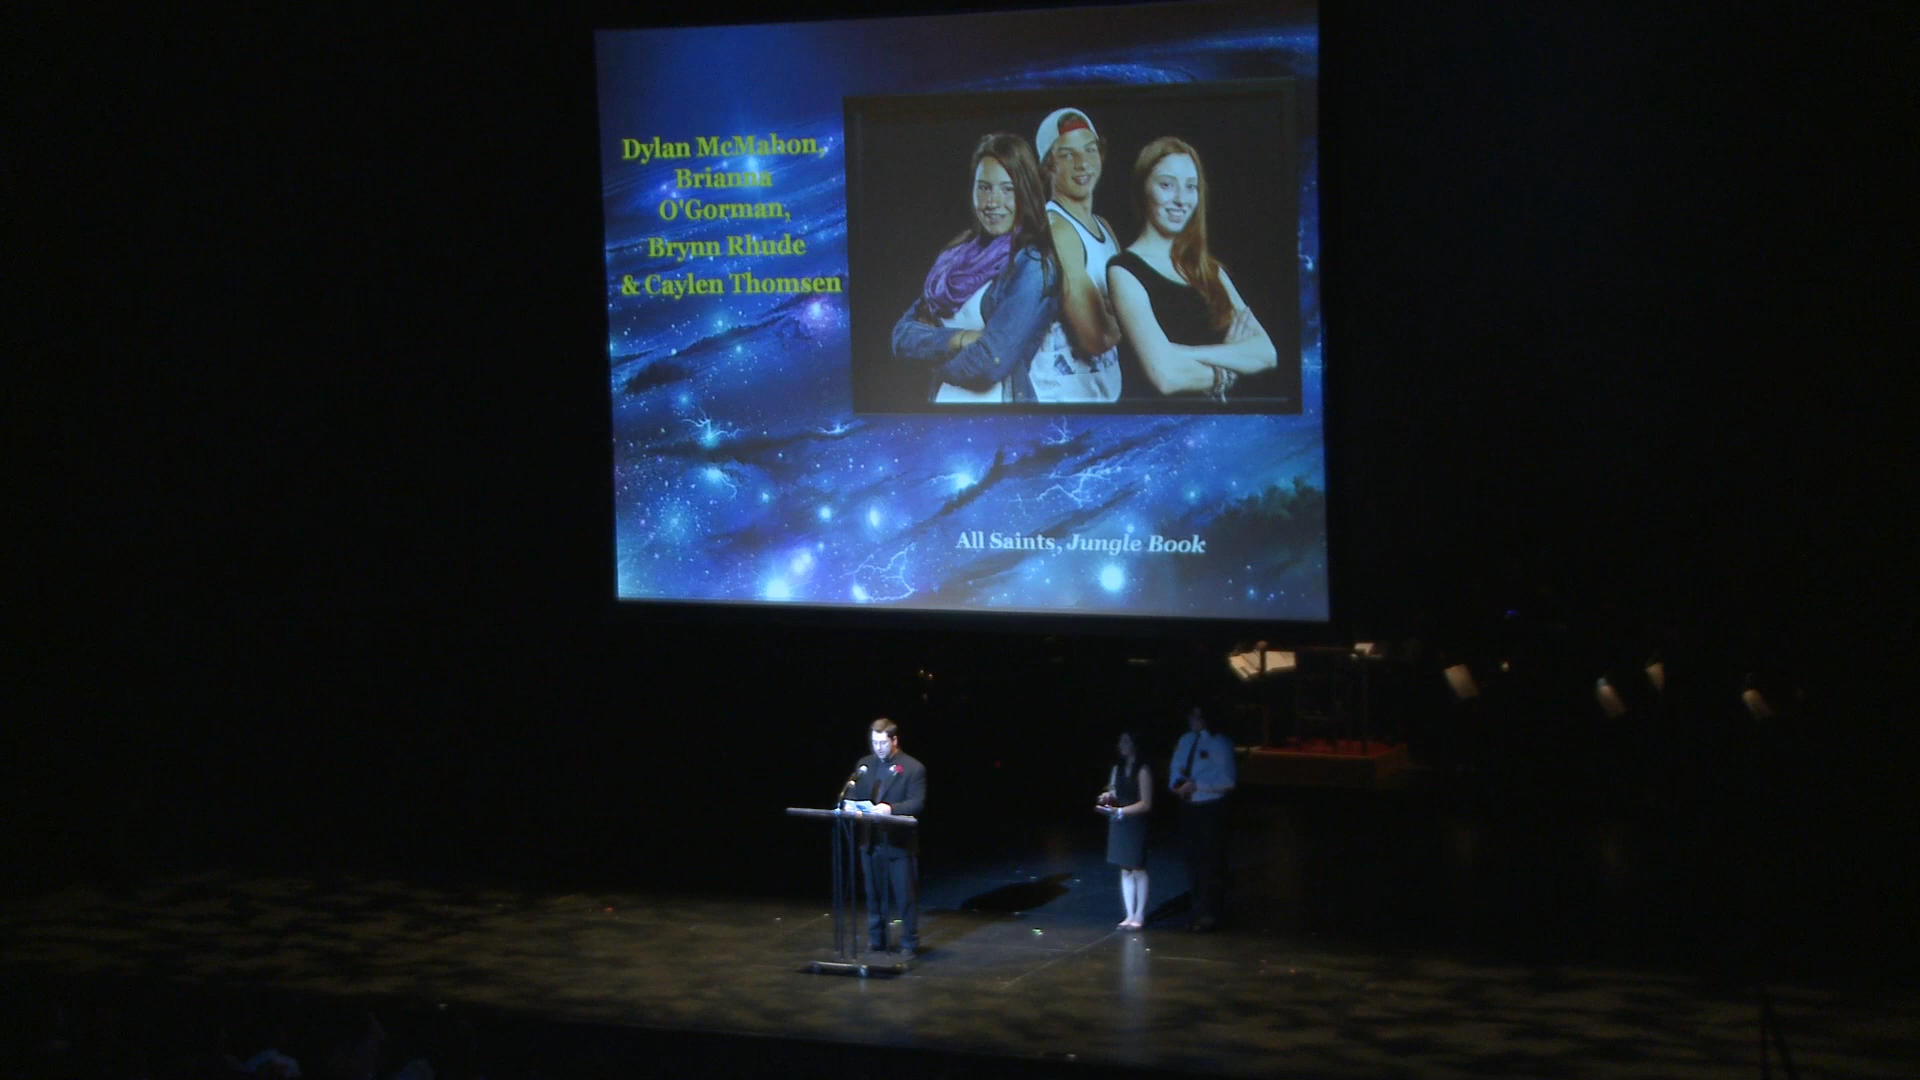 Dylan McMahon,
Brianna
O'Gorman,
Brynn Rhude
& Caylen Thomsen
All Saints, Jungle Book